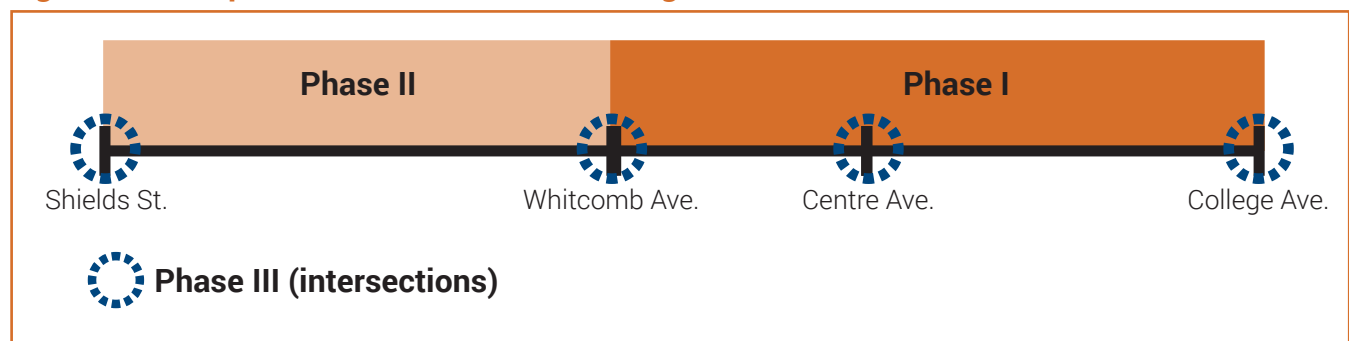 Phase II
Phase I
Shields St.
Whitcomb Ave.
Centre Ave.
College Ave.
Phase III (intersections)